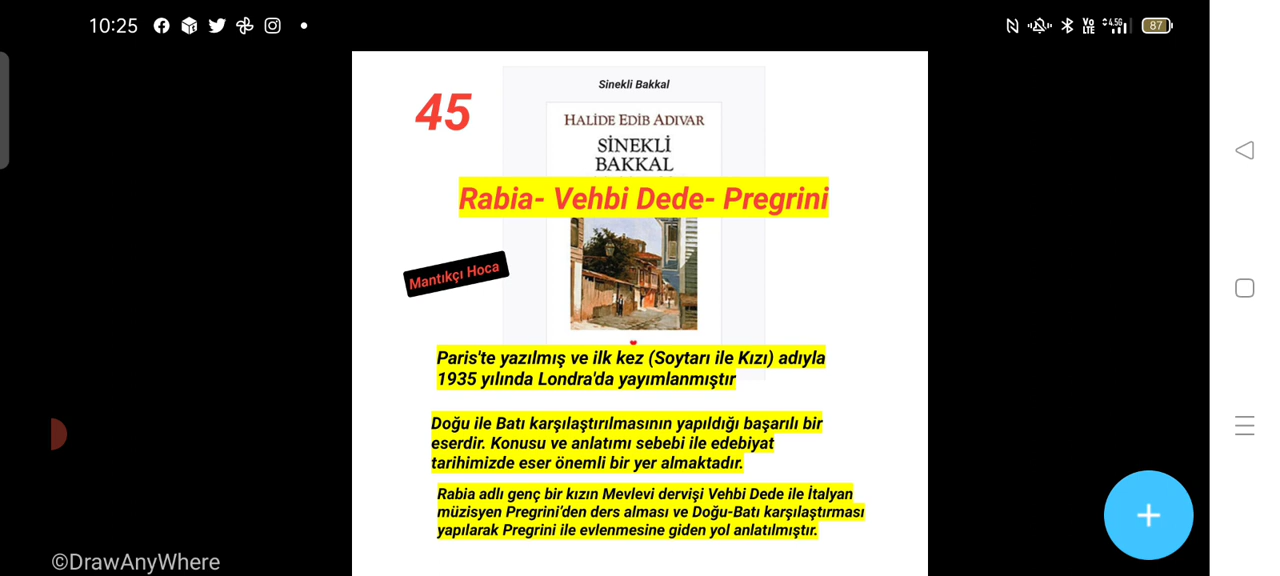 10:25
Vo
LTE
4.5G
87
Sinekli Bakkal
45
HALİDE EDİB ADIVAR
SİNEKLİ
BAKKAL
Rabia- Vehbi Dede- Pregrini
Mantıkçı Hoca
Paris'te yazılmış ve ilk kez (Soytarı ile Kızı) adıyla
1935 yılında Londra'da yayımlanmıştır
Doğu ile Batı karşılaştırılmasının yapıldığı başarılı bir
eserdir. Konusu ve anlatımı sebebi ile edebiyat
tarihimizde eser önemli bir yer almaktadır.
Rabia adlı genç bir kızın Mevlevi dervişi Vehbi Dede ile İtalyan
müzisyen Pregrini’den ders alması ve Doğu-Batı karşılaştırması
yapılarak Pregrini ile evlenmesine giden yol anlatılmıştır.
©DrawAnyWhere